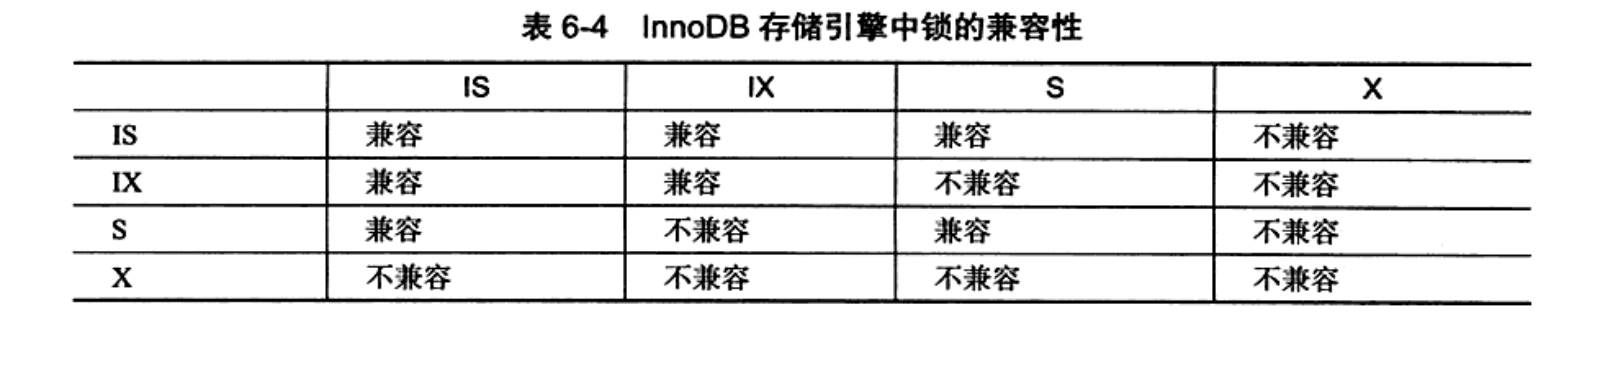 表 6-4 InnoDB 存储引擎中锁的兼容性
IS IX S X
IS 兼容 兼容 兼容 不兼容
IX 兼容 兼容 不兼容 不兼容
S 兼容 不兼容 兼容 不兼容
X 不兼容 不兼容 不兼容 不兼容